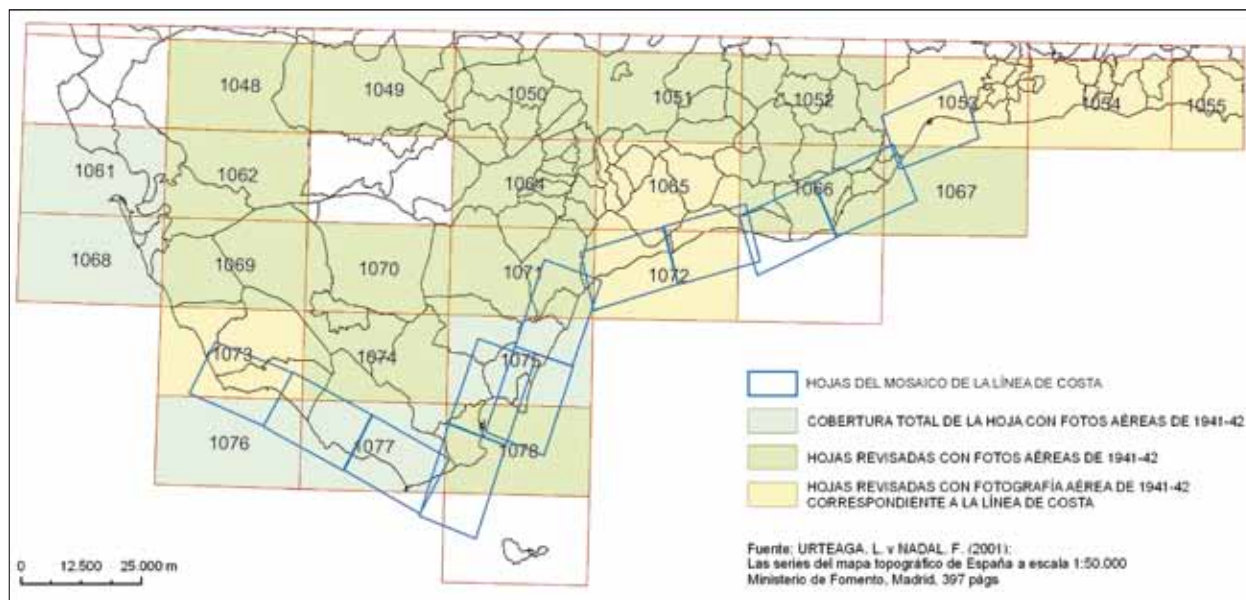 1048
1049
1050
1051
1052
1053
1054
1055
1061
1062
1064
1065
1066
1067
1068
1069
1070
1071
1072
1073
1074
1075
1076
1077
1078
HOJAS DEL MOSAICO DE LA LÍNEA DE COSTA
COBERTURA TOTAL DE LA HOJA CON FOTOS AÉREAS DE 1941-42
HOJAS REVISADAS CON FOTOS AÉREAS DE 1941-42
HOJAS REVISADAS CON FOTOGRAFÍA AÉREA DE 1941-42
CORRESPONDIENTE A LA LÍNEA DE COSTA
Fuente: URTEAGA, L. y NADAL, F. (2001):
Las series del mapa topográfico de España a escala 1:50.000
Ministerio de Fomento, Madrid, 397 págs
0 12.500 25.000 m